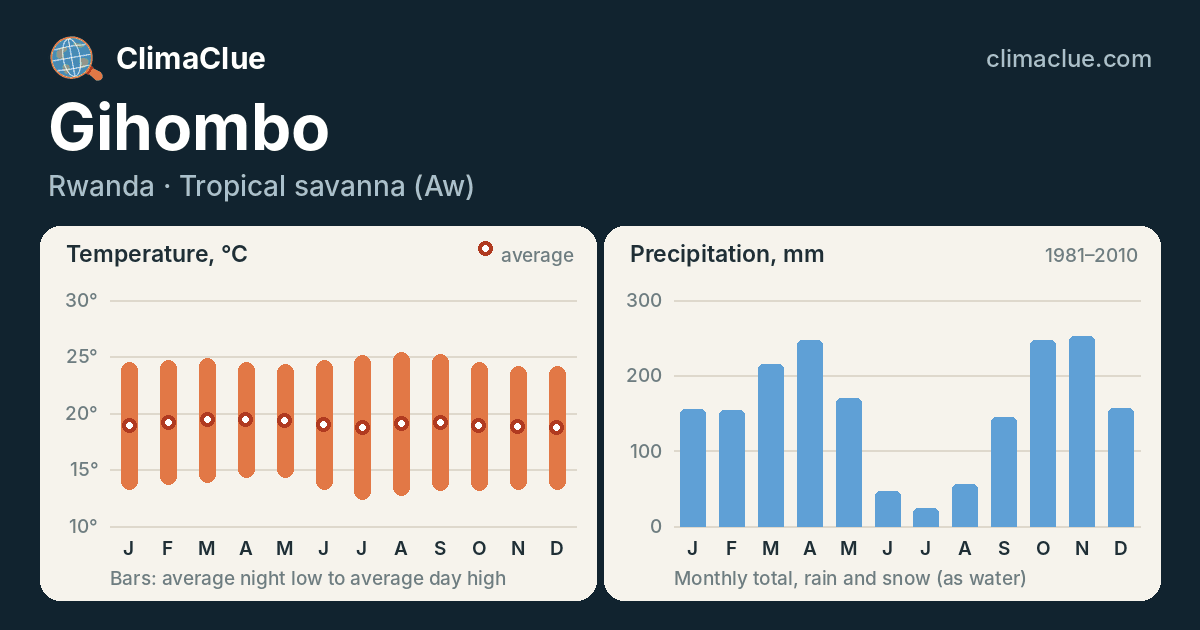 ClimaClue
climaclue.com
Gihombo
Rwanda · Tropical savanna (Aw)
Temperature, °C
average
30°
25°
20°
15°
10°
J F M A M J J A S O N D
Bars: average night low to average day high
Precipitation, mm
1981–2010
300
200
100
0
J F M A M J J A S O N D
Monthly total, rain and snow (as water)